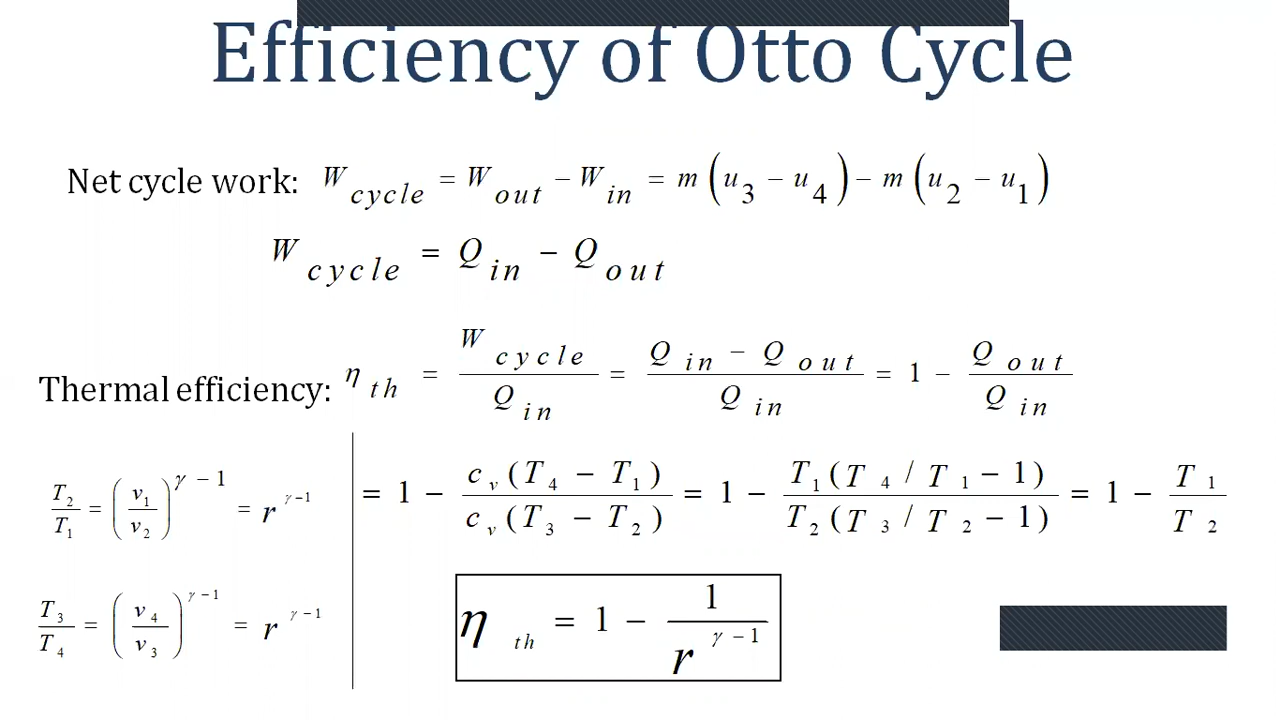 Efficiency of Otto Cycle
Net cycle work: W_cycle = W_out − W_in = m(u_3 − u_4) − m(u_2 − u_1)
W_cycle = Q_in − Q_out
Thermal efficiency: η_th = W_cycle / Q_in = (Q_in − Q_out) / Q_in = 1 − Q_out / Q_in
T_2/T_1 = (v_1/v_2)^(γ−1) = r^(γ−1)
= 1 − c_v(T_4 − T_1) / c_v(T_3 − T_2) = 1 − T_1(T_4/T_1 − 1) / T_2(T_3/T_2 − 1) = 1 − T_1/T_2
T_3/T_4 = (v_4/v_3)^(γ−1) = r^(γ−1)
η_th = 1 − 1/r^(γ−1)